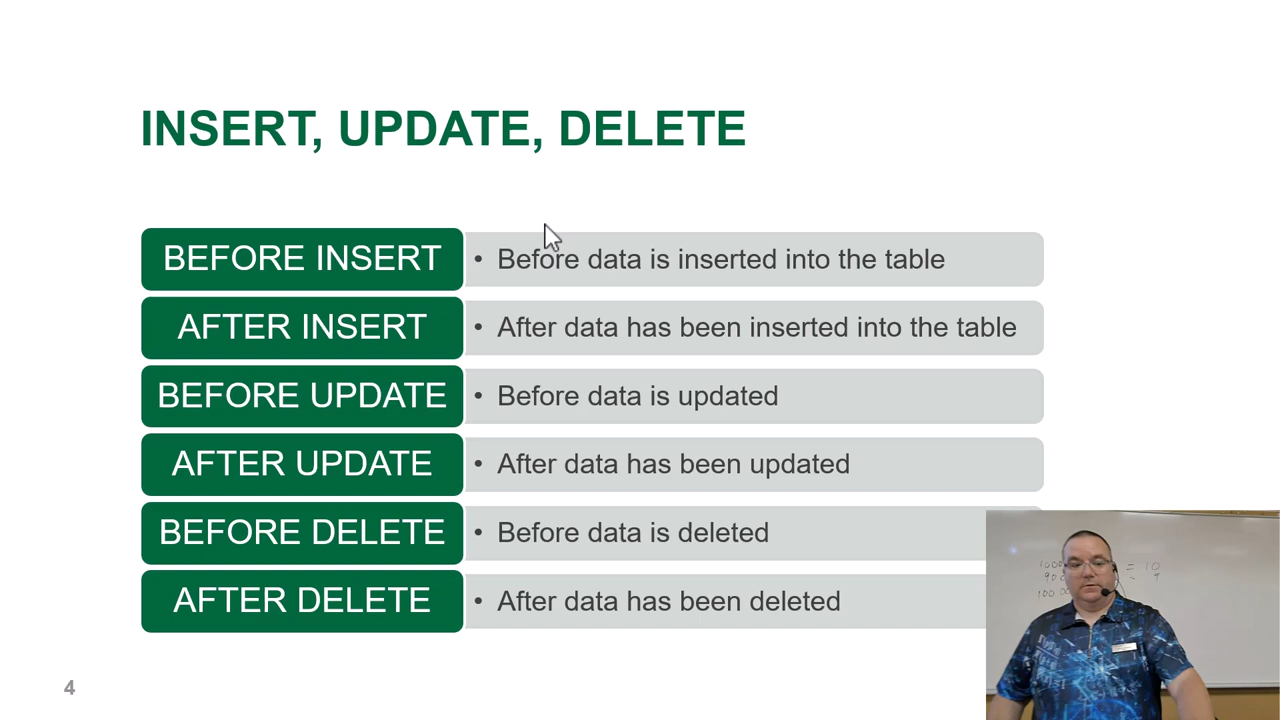 INSERT, UPDATE, DELETE
BEFORE INSERT
• Before data is inserted into the table
AFTER INSERT
• After data has been inserted into the table
BEFORE UPDATE
• Before data is updated
AFTER UPDATE
• After data has been updated
BEFORE DELETE
• Before data is deleted
AFTER DELETE
• After data has been deleted
= 10
4